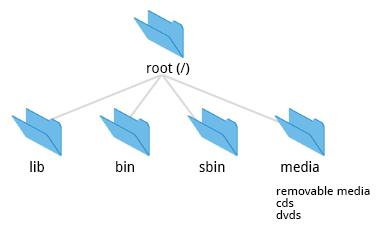 root (/)
lib
bin
sbin
media
removable media
cds
dvds